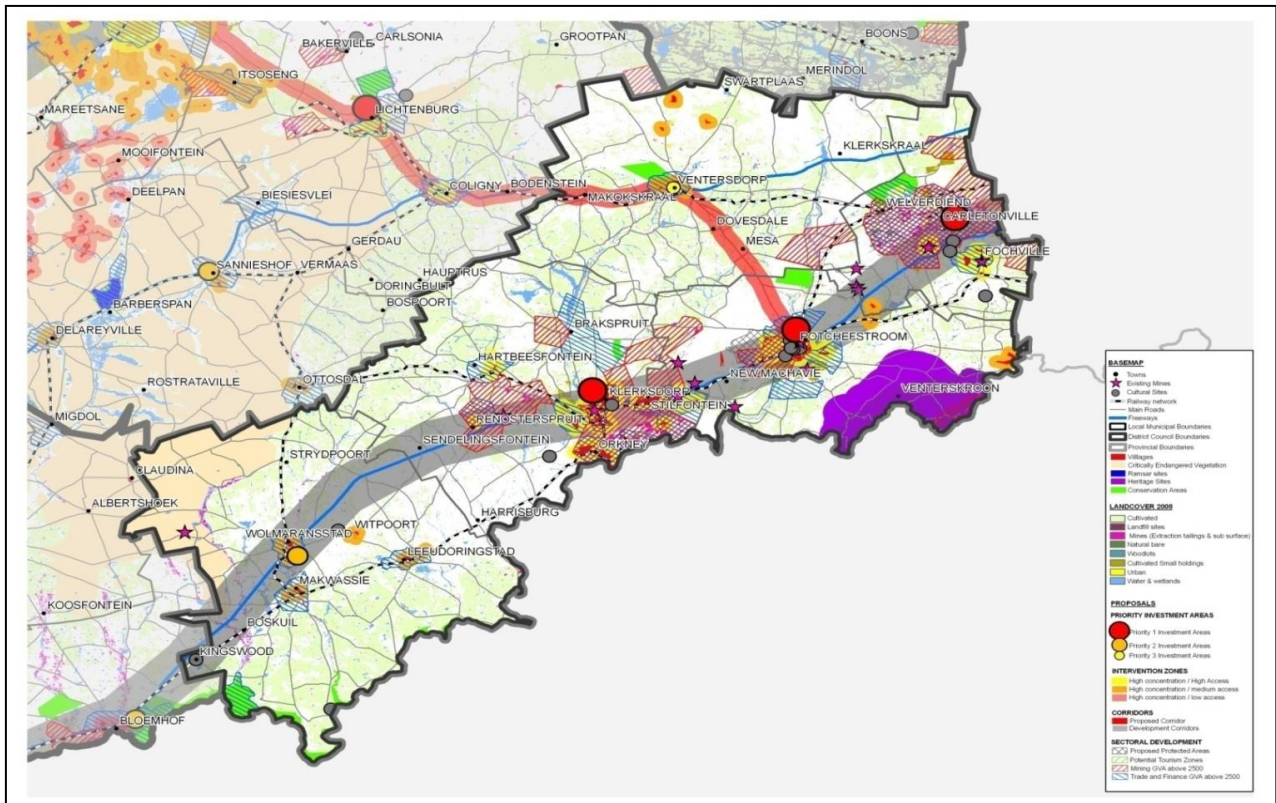 BOONS
BAKERVILLE
CARLSONIA
GROOTPAN
MERINDOL
ITSOSENG
SWARTPLAAS
MAREETSANE
LICHTENBURG
KLERKSKRAAL
MOOIFONTEIN
DEELPAN
BIESIESVLEI
COLIGNY
BODENSTEIN
VENTERSDORP
MAKOKSKRAAL
WELVERDIEND
CARLETONVILLE
DOVESDALE
GERDAU
MESA
FOCHVILLE
SANNIESHOF
VERMAAS
HAUPTRUS
DORINGBULT
BOSPOORT
BARBERSPAN
DELAREYVILLE
BRAKSPRUIT
POTCHEFSTROOM
HARTBEESFONTEIN
NEW MACHAVIE
ROSTRATAVILLE
OTTOSDAL
KLERKSDORP
VENTERSKROON
STILFONTEIN
MIGDOL
RENOSTERSPRUIT
SENDELINGSFONTEIN
ORKNEY
STRYDPOORT
CLAUDINA
ALBERTSHOEK
HARRISBURG
WITPOORT
WOLMARANSSTAD
LEEUDORINGSTAD
MAKWASSIE
KOOSFONTEIN
BOSKUIL
KINGSWOOD
BLOEMHOF
BASEMAP
Towns
Existing Mines
Cultural Sites
Railway network
Main Roads
Freeways
Local Municipal Boundaries
District Council Boundaries
Provincial Boundaries
Villages
Critically Endangered Vegetation
Ramsar sites
Heritage Sites
Conservation Areas
LANDCOVER 2008
Cultivated
Landfill sites
Mines (Extraction tailings & sub surface)
Natural bare
Woodlots
Cultivated Small holdings
Urban
Water & wetlands
PROPOSALS
PRIORITY INVESTMENT AREAS
Priority 1 Investment Areas
Priority 2 Investment Areas
Priority 3 Investment Areas
INTERVENTION ZONES
High concentration / High Access
High concentration / medium access
High concentration / low access
CORRIDORS
Proposed Corridor
Development Corridors
SECTORAL DEVELOPMENT
Proposed Protected Areas
Potential Tourism Zones
Mining GVA above 2500
Trade and Finance GVA above 2500